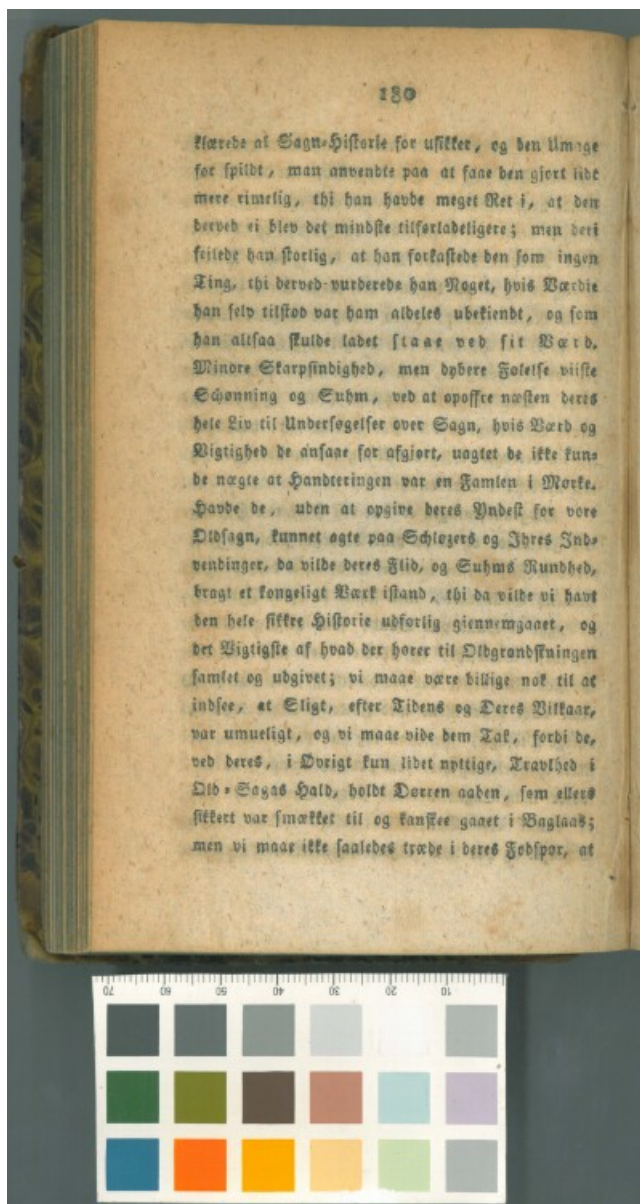 180
klærede al Sagn-Historie for usikker, og den Umage
for spildt, man anvendte paa at faae den gjort lidt
mere rimelig, thi han havde meget Ret i, at den
derved ei blev det mindste tilforladeligere; men deri
feilede han storlig, at han forkastede den som ingen
Ting, thi derved vurderede han Noget, hvis Værdie
han selv tilstod var ham aldeles ubekiendt, og som
han altsaa skulde ladet staae ved sit Værd.
Mindre Skarpsindighed, men dybere Følelse viiste
Schønning og Suhm, ved at opoffre næsten deres
hele Liv til Undersøgelser over Sagn, hvis Værd og
Vigtighed de ansaae for afgjort, uagtet de ikke kun-
de nægte at Handteringen var en Famlen i Mørke.
Havde de, uden at opgive deres Yndest for vore
Oldsagn, kunnet agte paa Schløzers og Ihres Ind-
vendinger, da vilde deres Flid, og Suhms Rundhed,
bragt et kongeligt Værk istand, thi da vilde vi havt
den hele sikkre Historie udførlig giennemgaaet, og
det Vigtigste af hvad der hører til Oldgrandskningen
samlet og udgivet; vi maae være billige nok til at
indsee, at Sligt, efter Tidens og Deres Vilkaar,
var umueligt, og vi maae vide dem Tak, fordi de,
ved deres, i Øvrigt kun lidet nyttige, Travlhed i
Old-Sagas Hald, holdt Dørren aaben, som ellers
sikkert var smækket til og kanskee gaaet i Baglaas;
men vi maae ikke saaledes træde i deres Fodspor, at
70
60
50
40
30
20
10